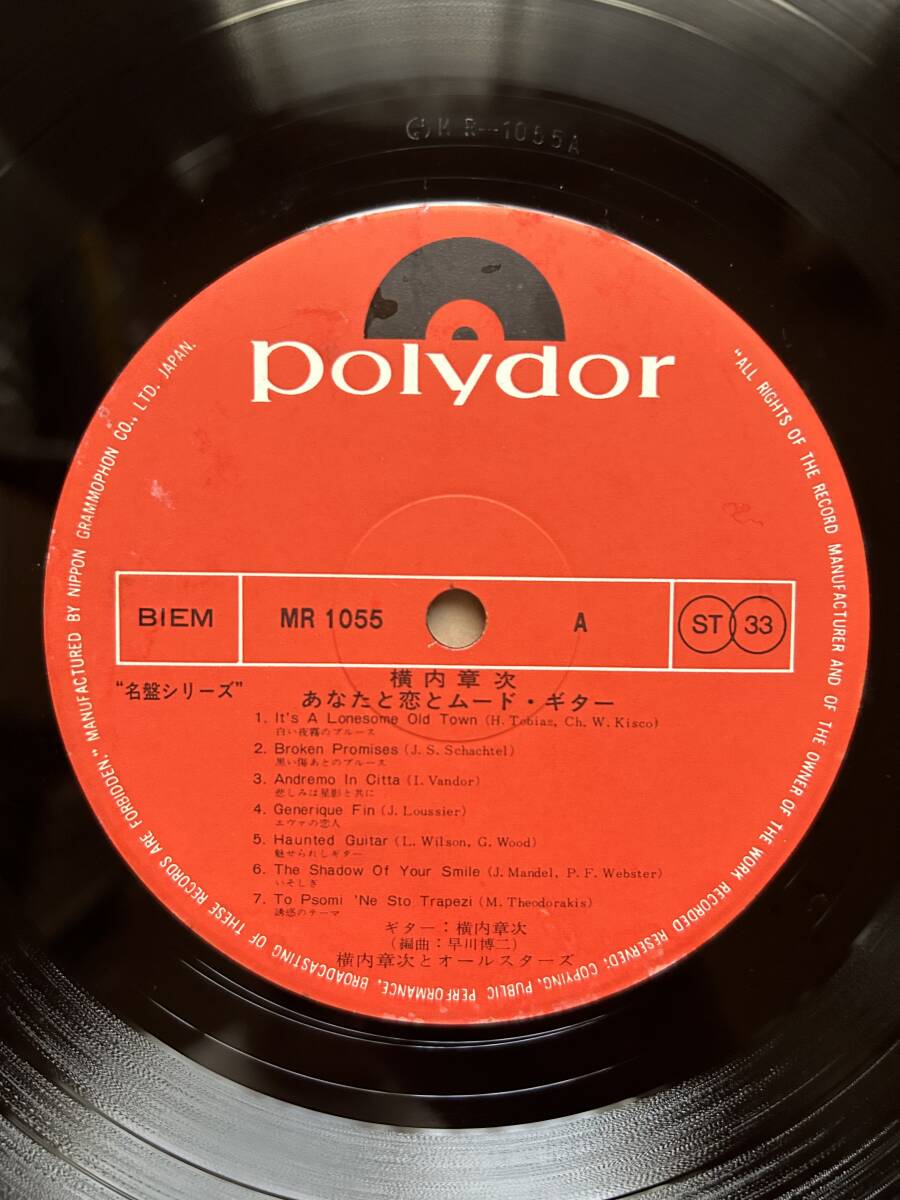 MR-1055A
polydor
BIEM
MR 1055
A
ST 33
“名盤シリーズ”
横内章次
あなたと恋とムード・ギター
1. It's A Lonesome Old Town (H. Tobias, Ch. W. Kisco)
白い夜霧のブルース
2. Broken Promises (J. S. Schachtel)
黒い傷あとのブルース
3. Andremo In Citta (I. Vandor)
悲しみは星影と共に
4. Generique Fin (J. Loussier)
エヴァの恋人
5. Haunted Guitar (L. Wilson, G. Wood)
魅せられしギター
6. The Shadow Of Your Smile (J. Mandel, P. F. Webster)
いそしぎ
7. To Psomi 'Ne Sto Trapezi (M. Theodorakis)
誘惑のテーマ
ギター：横内章次
(編曲：早川博二)
横内章次とオールスターズ
“ALL RIGHTS OF THE RECORD MANUFACTURER AND OF THE OWNER OF THE WORK RECORDED RESERVED; COPYING, PUBLIC PERFORMANCE, BROADCASTING OF THESE RECORDS ARE FORBIDDEN.” MANUFACTURED BY NIPPON GRAMMOPHON CO., LTD. JAPAN.